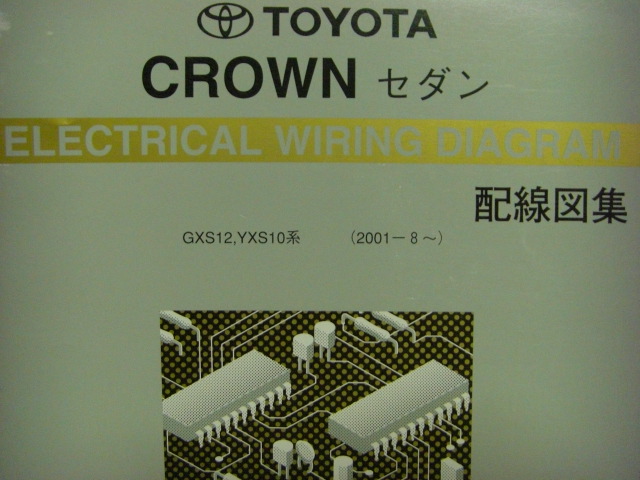 TOYOTA
CROWN セダン
ELECTRICAL WIRING DIAGRAM
配線図集
GXS12,YXS10系 (2001－8～)